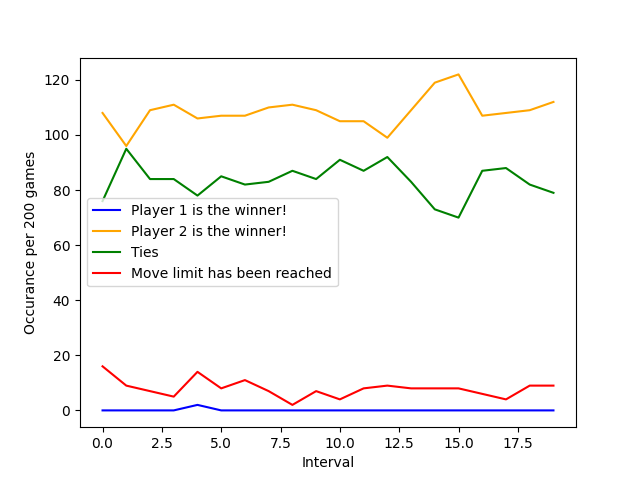 120
100
80
60
40
20
0
Occurance per 200 games
Player 1 is the winner!
Player 2 is the winner!
Ties
Move limit has been reached
0.0 2.5 5.0 7.5 10.0 12.5 15.0 17.5
Interval